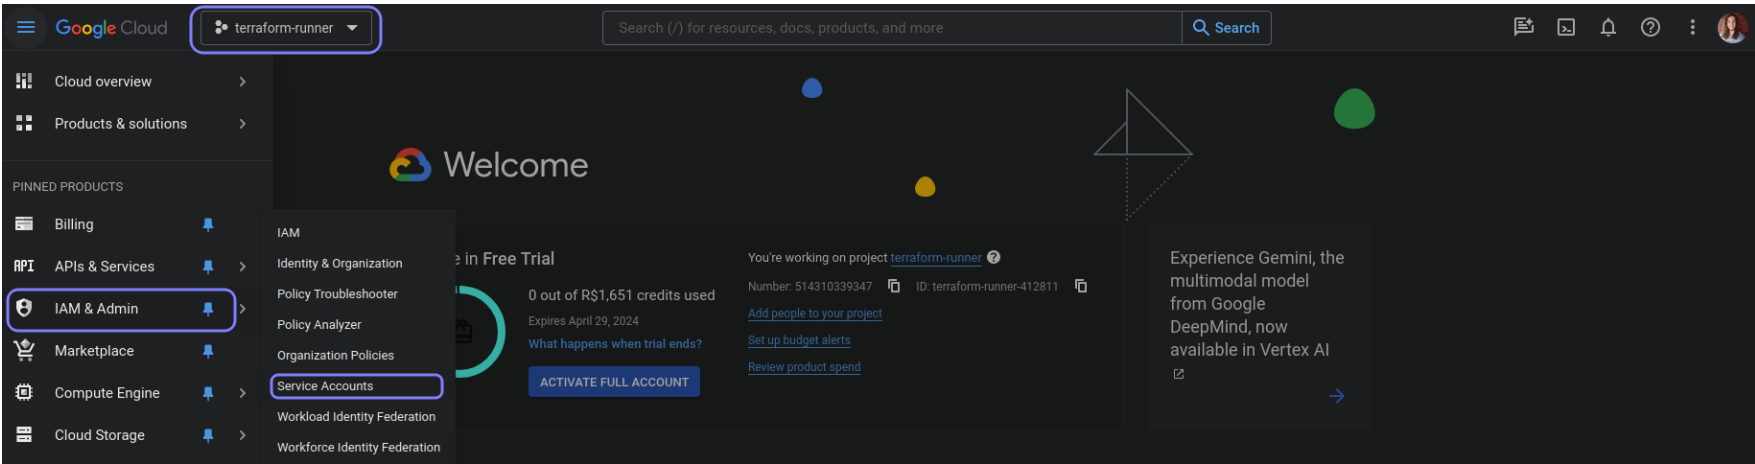 Google Cloud
terraform-runner
Search (/) for resources, docs, products, and more
Search
Cloud overview
Products & solutions
PINNED PRODUCTS
Billing
API APIs & Services
IAM & Admin
Marketplace
Compute Engine
Cloud Storage
IAM
Identity & Organization
Policy Troubleshooter
Policy Analyzer
Organization Policies
Service Accounts
Workload Identity Federation
Workforce Identity Federation
Welcome
in Free Trial
0 out of R$1,651 credits used
Expires April 29, 2024
What happens when trial ends?
ACTIVATE FULL ACCOUNT
You're working on project terraform-runner
Number: 514310339347 ID: terraform-runner-412811
Add people to your project
Set up budget alerts
Review product spend
Experience Gemini, the
multimodal model
from Google
DeepMind, now
available in Vertex AI